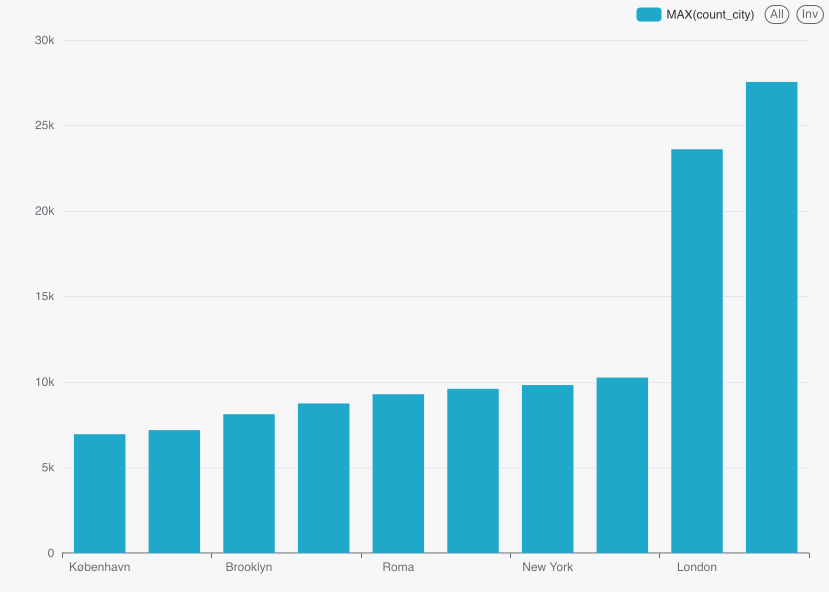 MAX(count_city) All Inv
30k
25k
20k
15k
10k
5k
0
København Brooklyn Roma New York London